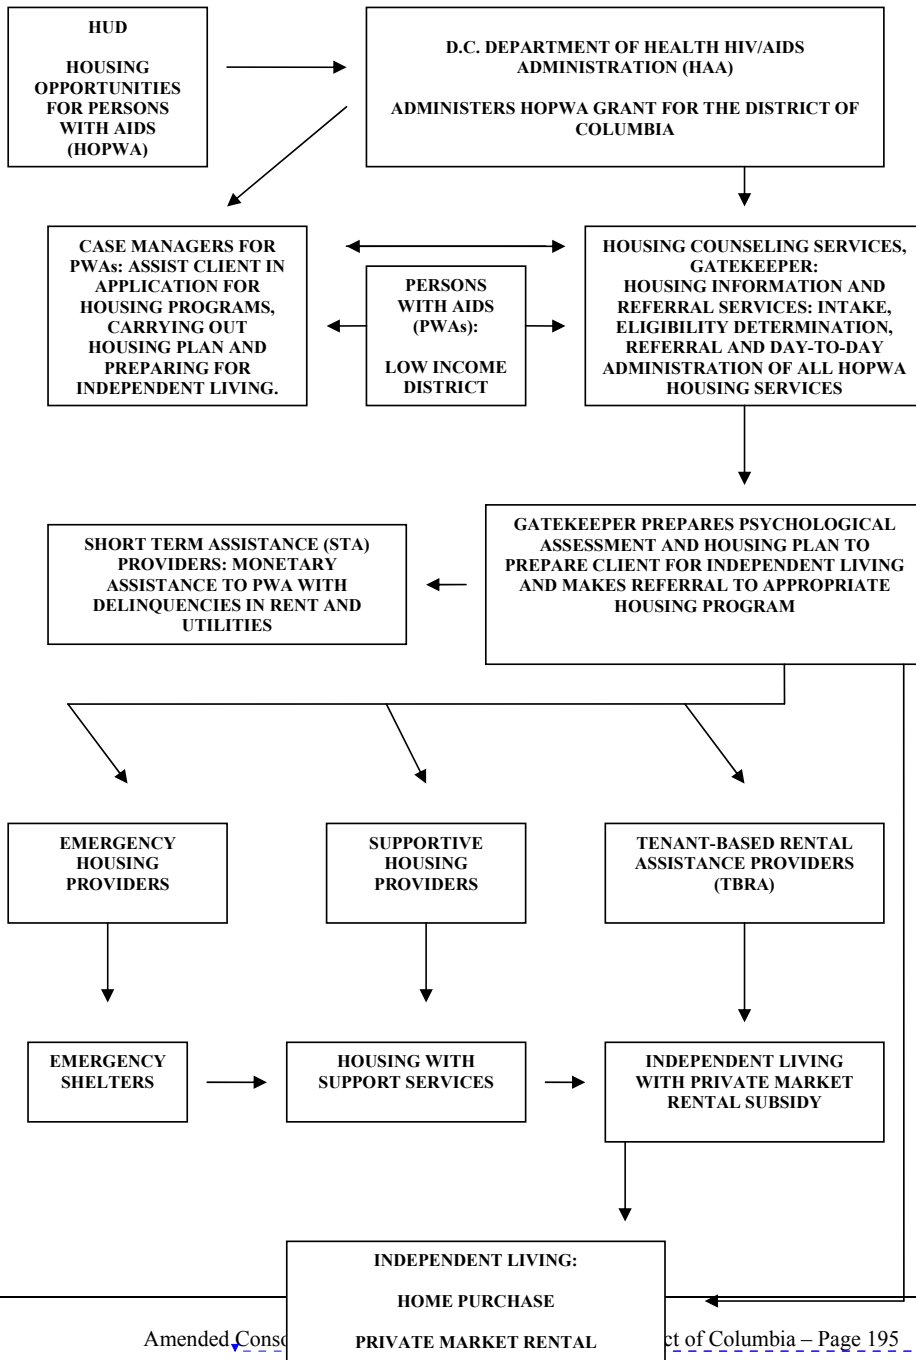 HUD
HOUSING
OPPORTUNITIES
FOR PERSONS
WITH AIDS
(HOPWA)
D.C. DEPARTMENT OF HEALTH HIV/AIDS
ADMINISTRATION (HAA)
ADMINISTERS HOPWA GRANT FOR THE DISTRICT OF
COLUMBIA
CASE MANAGERS FOR
PWAs: ASSIST CLIENT IN
APPLICATION FOR
HOUSING PROGRAMS,
CARRYING OUT
HOUSING PLAN AND
PREPARING FOR
INDEPENDENT LIVING.
PERSONS
WITH AIDS
(PWAs):
LOW INCOME
DISTRICT
HOUSING COUNSELING SERVICES,
GATEKEEPER:
HOUSING INFORMATION AND
REFERRAL SERVICES: INTAKE,
ELIGIBILITY DETERMINATION,
REFERRAL AND DAY-TO-DAY
ADMINISTRATION OF ALL HOPWA
HOUSING SERVICES
SHORT TERM ASSISTANCE (STA)
PROVIDERS: MONETARY
ASSISTANCE TO PWA WITH
DELINQUENCIES IN RENT AND
UTILITIES
GATEKEEPER PREPARES PSYCHOLOGICAL
ASSESSMENT AND HOUSING PLAN TO
PREPARE CLIENT FOR INDEPENDENT LIVING
AND MAKES REFERRAL TO APPROPRIATE
HOUSING PROGRAM
EMERGENCY
HOUSING
PROVIDERS
SUPPORTIVE
HOUSING
PROVIDERS
TENANT-BASED RENTAL
ASSISTANCE PROVIDERS
(TBRA)
EMERGENCY
SHELTERS
HOUSING WITH
SUPPORT SERVICES
INDEPENDENT LIVING
WITH PRIVATE MARKET
RENTAL SUBSIDY
INDEPENDENT LIVING:
HOME PURCHASE
PRIVATE MARKET RENTAL
Amended Conso ct of Columbia – Page 195